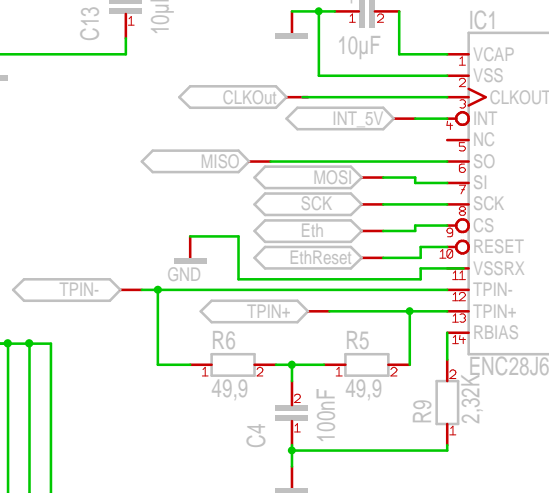 C13
1
10µ
1
2
10µF
IC1
1
VCAP
2
VSS
CLKOut
3
CLKOUT
INT_5V
4
INT
5
NC
MISO
6
SO
MOSI
7
SI
SCK
8
SCK
Eth
9
CS
EthReset
10
RESET
GND
11
VSSRX
TPIN-
12
TPIN-
TPIN+
13
TPIN+
14
RBIAS
R6
R5
ENC28J6
1
2
1
2
49,9
49,9
2
2,32K
R9
1
2
100nF
C4
1